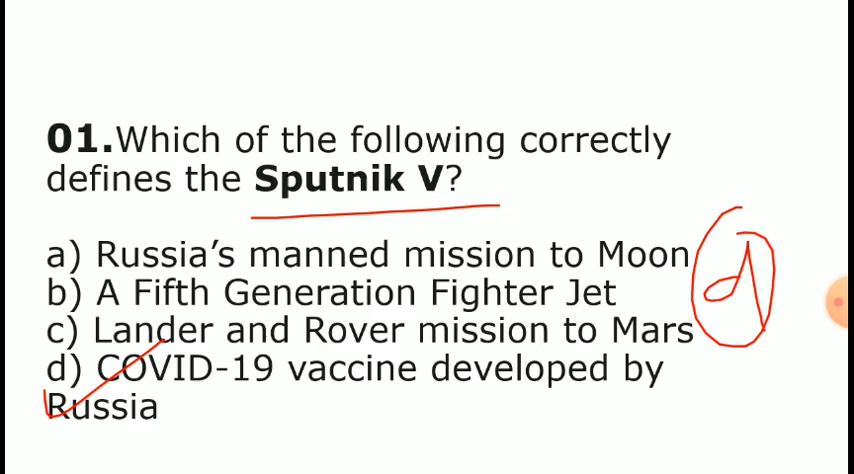 01.Which of the following correctly
defines the Sputnik V?
a) Russia’s manned mission to Moon
b) A Fifth Generation Fighter Jet
c) Lander and Rover mission to Mars
d) COVID-19 vaccine developed by
Russia
d